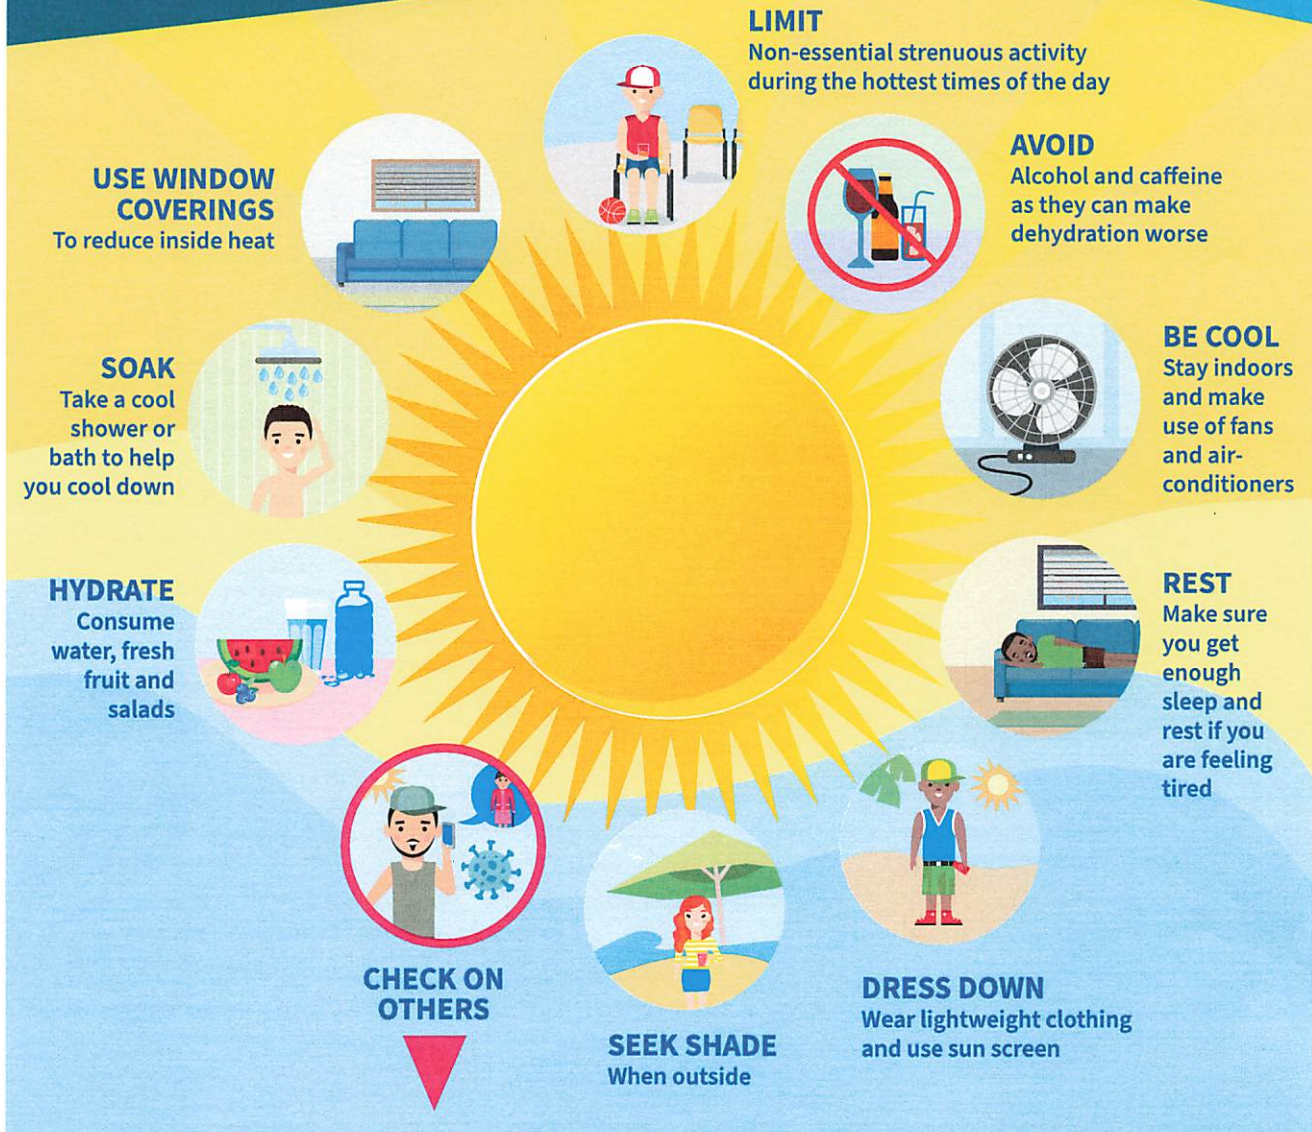 LIMIT
Non-essential strenuous activity
during the hottest times of the day
AVOID
Alcohol and caffeine
as they can make
dehydration worse
BE COOL
Stay indoors
and make
use of fans
and air-
conditioners
REST
Make sure
you get
enough
sleep and
rest if you
are feeling
tired
DRESS DOWN
Wear lightweight clothing
and use sun screen
SEEK SHADE
When outside
CHECK ON
OTHERS
HYDRATE
Consume
water, fresh
fruit and
salads
SOAK
Take a cool
shower or
bath to help
you cool down
USE WINDOW
COVERINGS
To reduce inside heat